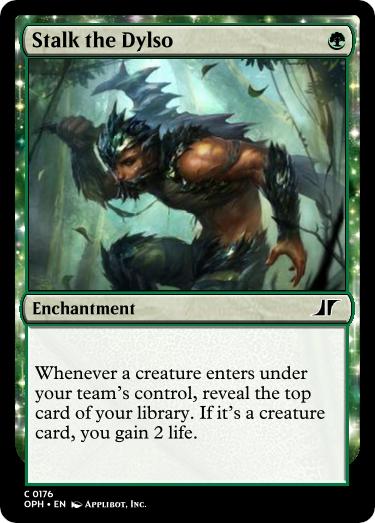 Stalk the Dylso
Enchantment
Whenever a creature enters under
your team's control, reveal the top
card of your library. If it's a creature
card, you gain 2 life.
C 0176
OPH • EN Applibot, Inc.